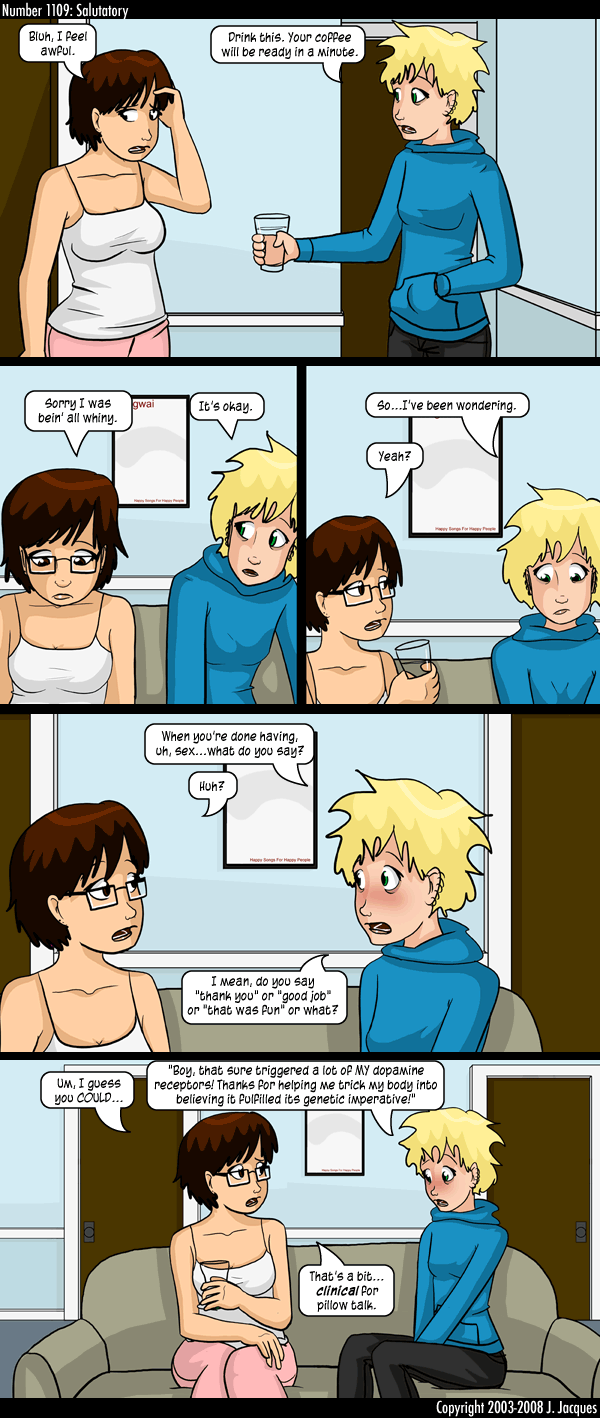 Number 1109: Salutatory
Bluh, I feel
awful.
Drink this. Your coffee
will be ready in a minute.
Sorry I was
bein' all whiny.
It's okay.
gwai
Happy Songs For Happy People
So...I've been wondering.
Yeah?
Happy Songs For Happy People
When you're done having,
uh, sex...what do you say?
Huh?
Happy Songs For Happy People
I mean, do you say
"thank you" or "good job"
or "that was fun" or what?
Um, I guess
you COULD...
"Boy, that sure triggered a lot of MY dopamine
receptors! Thanks for helping me trick my body into
believing it fulfilled its genetic imperative!"
Happy Songs For Happy People
That's a bit...
clinical for
pillow talk.
Copyright 2003-2008 J. Jacques